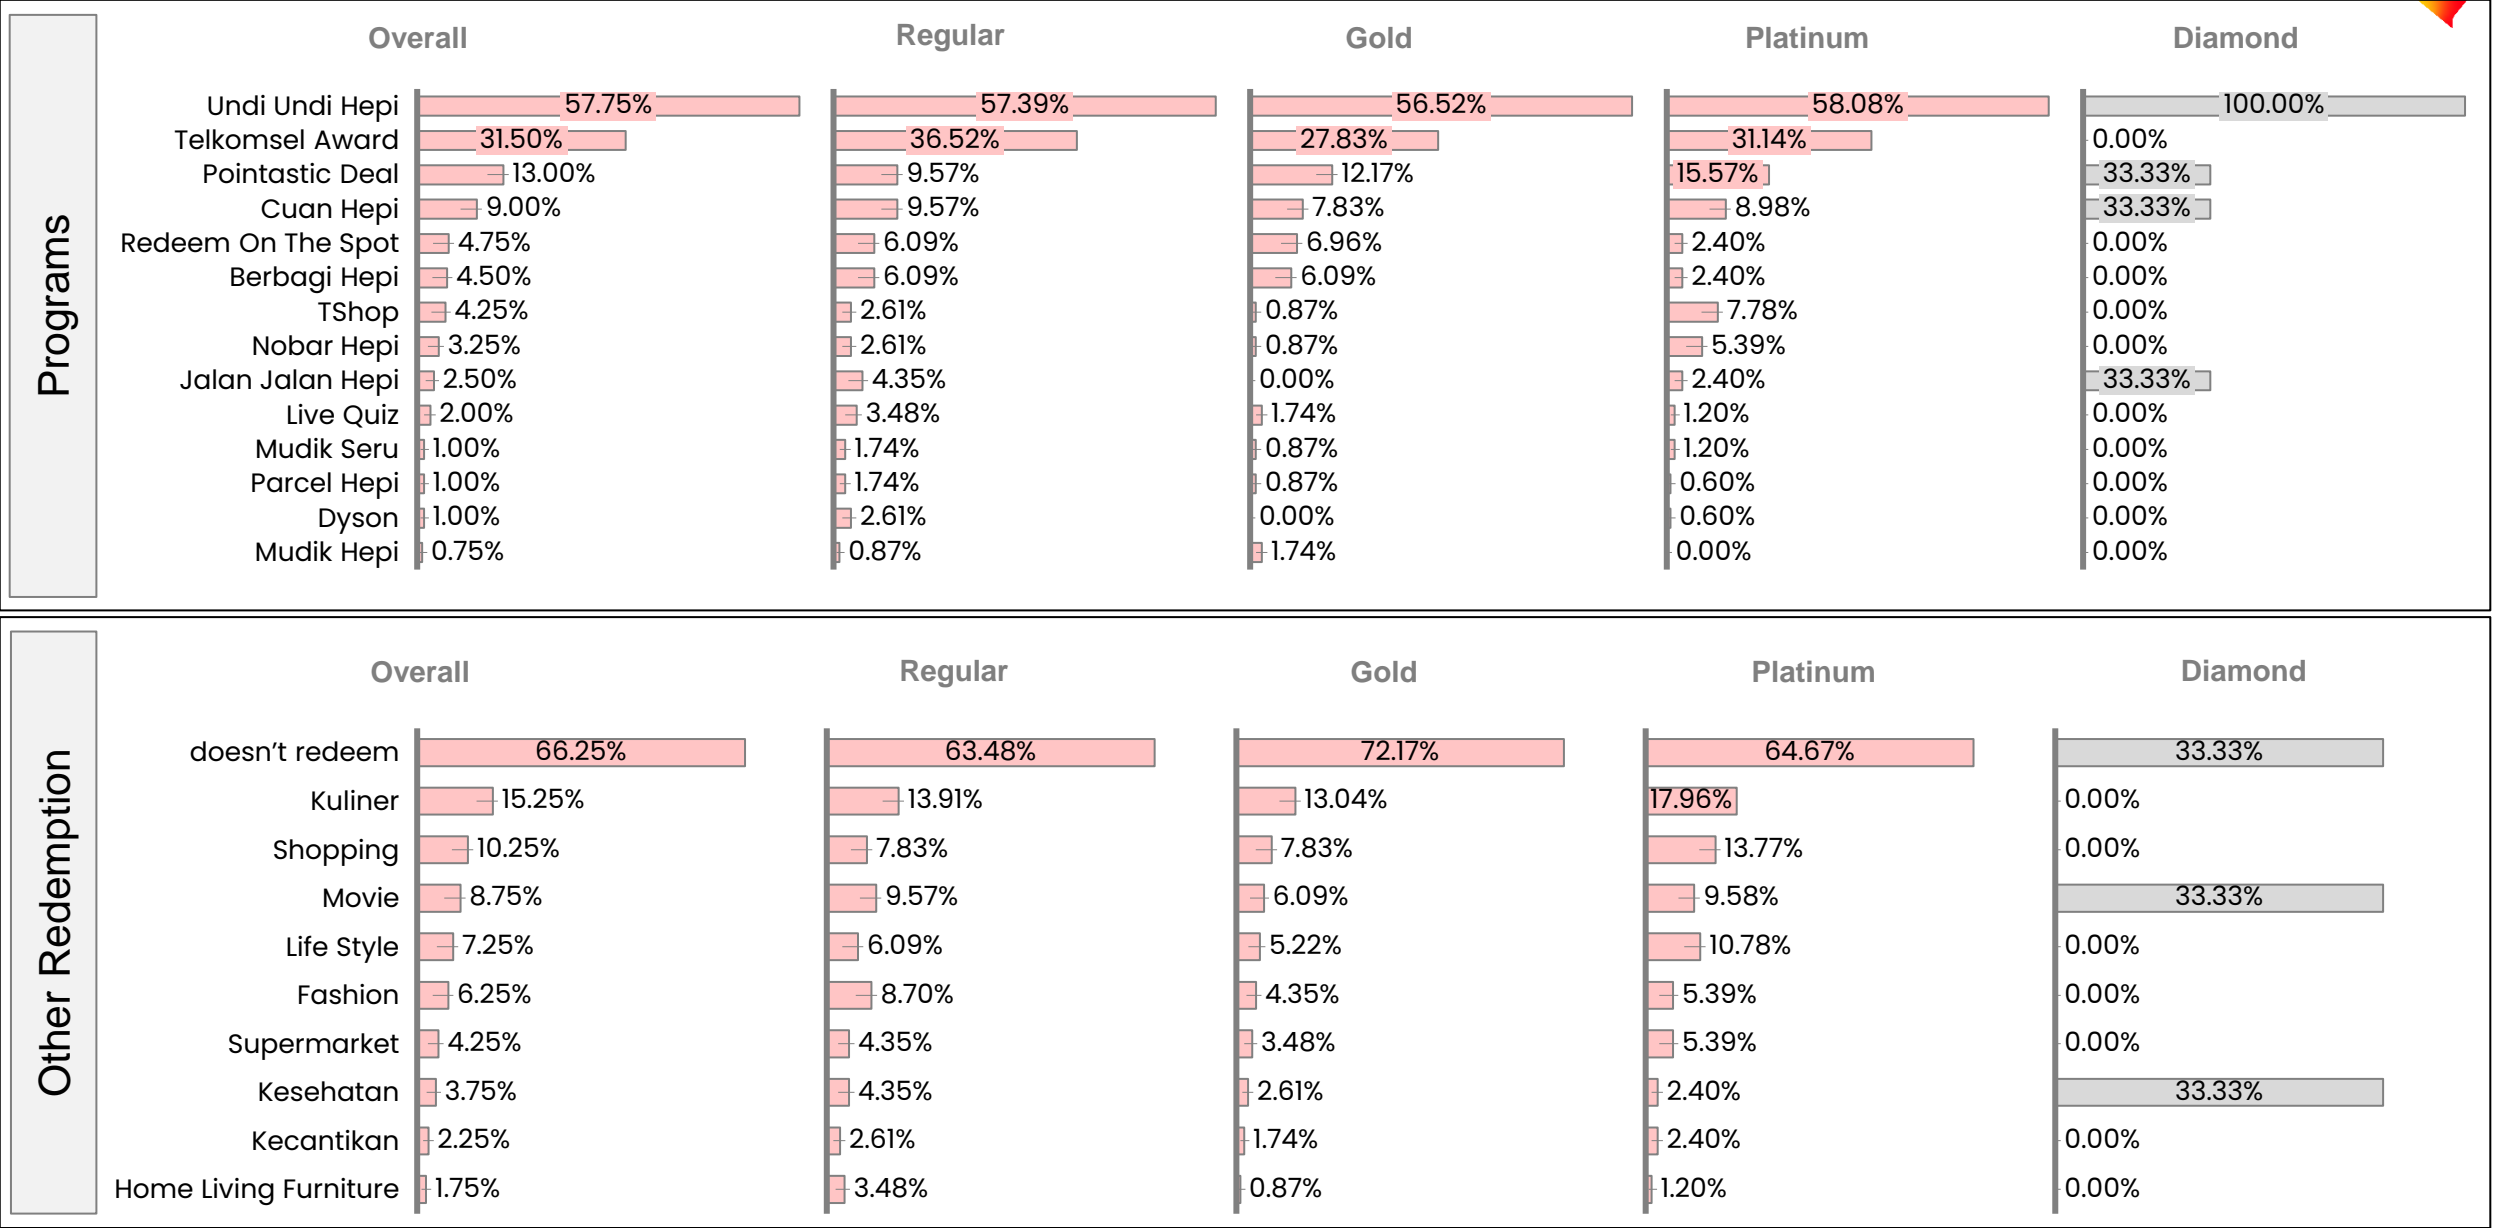 Programs
Overall Regular Gold Platinum Diamond
Undi Undi Hepi 57.75% 57.39% 56.52% 58.08% 100.00%
Telkomsel Award 31.50% 36.52% 27.83% 31.14% 0.00%
Pointastic Deal 13.00% 9.57% 12.17% 15.57% 33.33%
Cuan Hepi 9.00% 9.57% 7.83% 8.98% 33.33%
Redeem On The Spot 4.75% 6.09% 6.96% 2.40% 0.00%
Berbagi Hepi 4.50% 6.09% 6.09% 2.40% 0.00%
TShop 4.25% 2.61% 0.87% 7.78% 0.00%
Nobar Hepi 3.25% 2.61% 0.87% 5.39% 0.00%
Jalan Jalan Hepi 2.50% 4.35% 0.00% 2.40% 33.33%
Live Quiz 2.00% 3.48% 1.74% 1.20% 0.00%
Mudik Seru 1.00% 1.74% 0.87% 1.20% 0.00%
Parcel Hepi 1.00% 1.74% 0.87% 0.60% 0.00%
Dyson 1.00% 2.61% 0.00% 0.60% 0.00%
Mudik Hepi 0.75% 0.87% 1.74% 0.00% 0.00%
Other Redemption
Overall Regular Gold Platinum Diamond
doesn't redeem 66.25% 63.48% 72.17% 64.67% 33.33%
Kuliner 15.25% 13.91% 13.04% 17.96% 0.00%
Shopping 10.25% 7.83% 7.83% 13.77% 0.00%
Movie 8.75% 9.57% 6.09% 9.58% 33.33%
Life Style 7.25% 6.09% 5.22% 10.78% 0.00%
Fashion 6.25% 8.70% 4.35% 5.39% 0.00%
Supermarket 4.25% 4.35% 3.48% 5.39% 0.00%
Kesehatan 3.75% 4.35% 2.61% 2.40% 33.33%
Kecantikan 2.25% 2.61% 1.74% 2.40% 0.00%
Home Living Furniture 1.75% 3.48% 0.87% 1.20% 0.00%